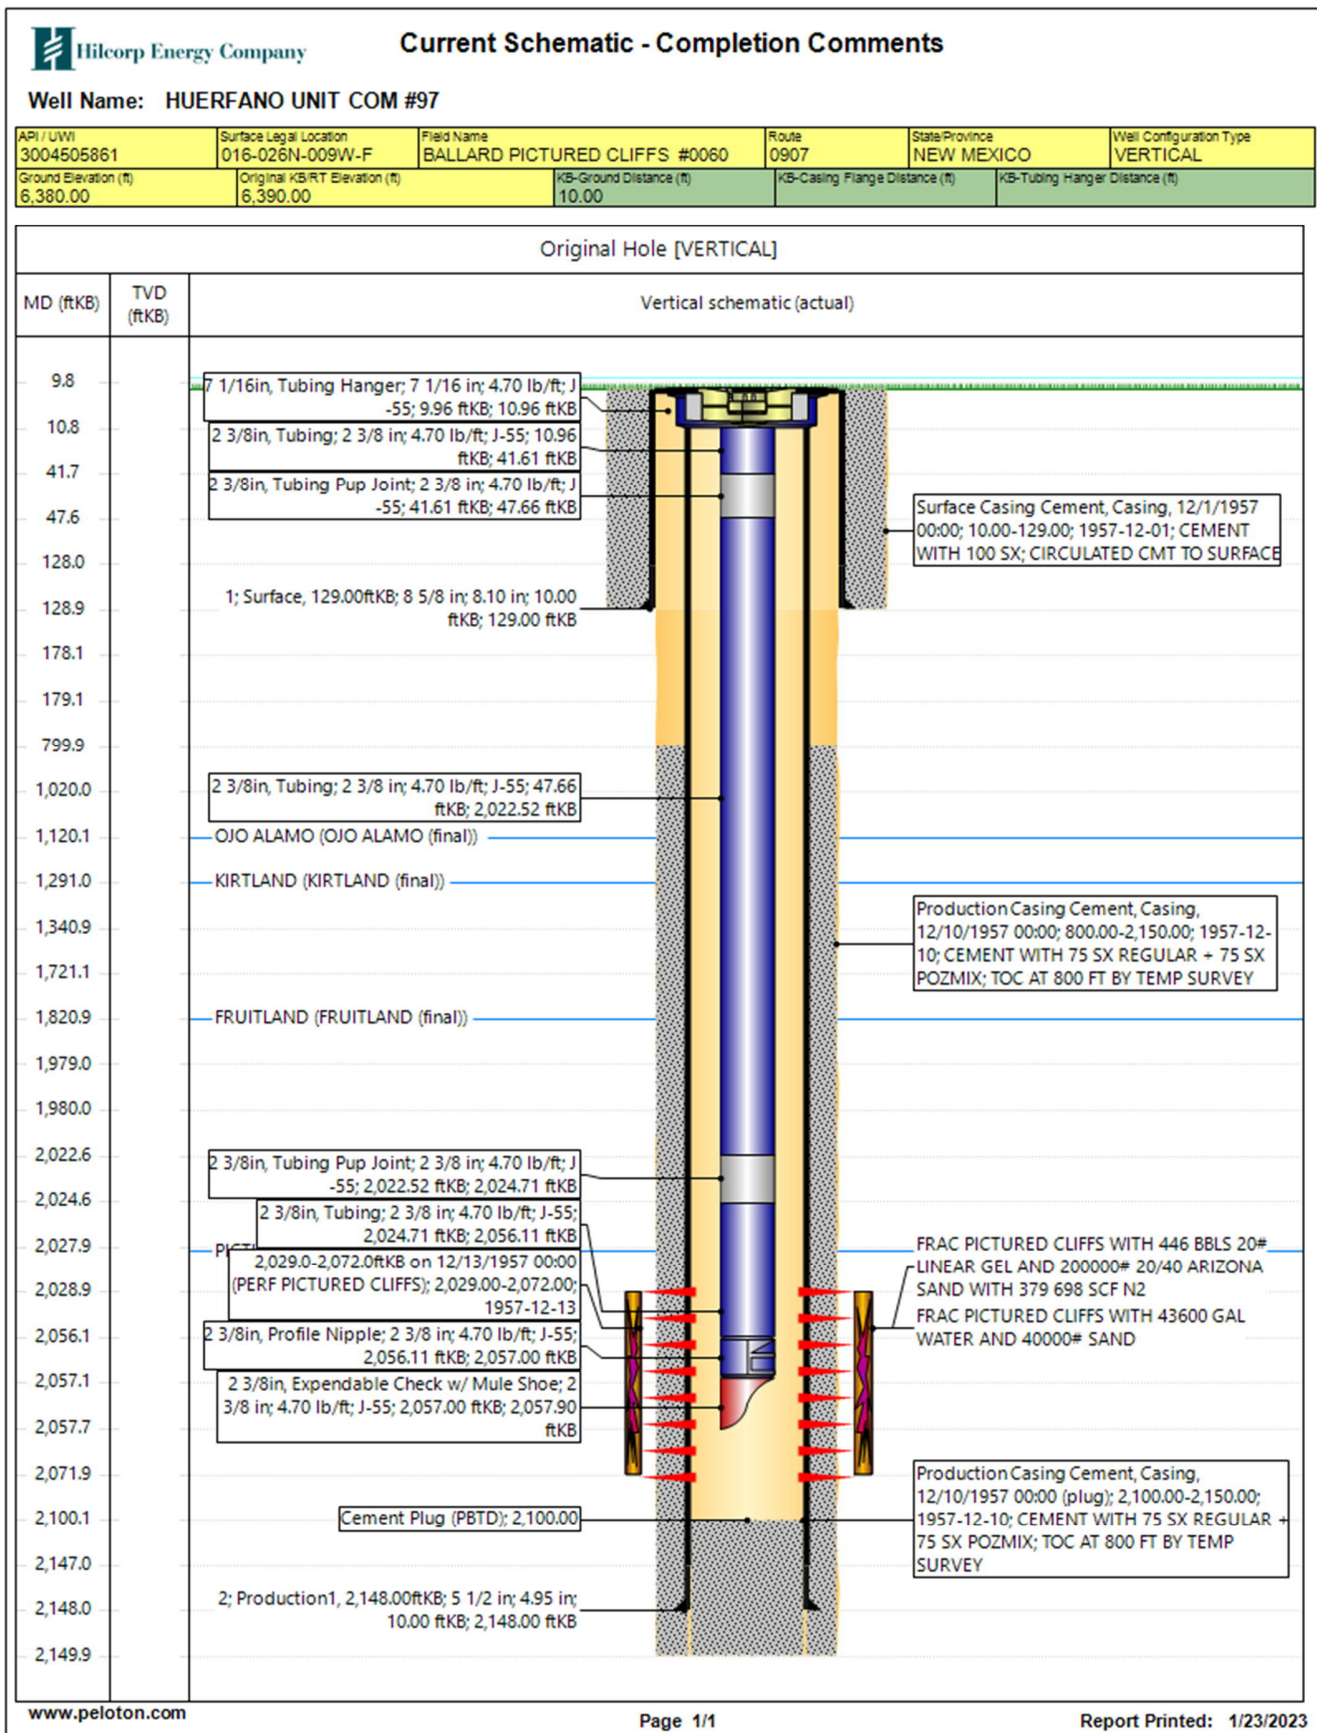 Hilcorp Energy Company
Current Schematic - Completion Comments
Well Name: HUERFANO UNIT COM #97
API / UWI
3004505861
Surface Legal Location
016-026N-009W-F
Field Name
BALLARD PICTURED CLIFFS #0060
Route
0907
State/Province
NEW MEXICO
Well Configuration Type
VERTICAL
Ground Elevation (ft)
6,380.00
Original KB/RT Elevation (ft)
6,390.00
KB-Ground Distance (ft)
10.00
KB-Casing Flange Distance (ft)
KB-Tubing Hanger Distance (ft)
Original Hole [VERTICAL]
MD (ftKB)
TVD
(ftKB)
Vertical schematic (actual)
9.8
10.8
41.7
47.6
128.0
128.9
178.1
179.1
799.9
1,020.0
1,120.1
1,291.0
1,340.9
1,721.1
1,820.9
1,979.0
1,980.0
2,022.6
2,024.6
2,027.9
2,028.9
2,056.1
2,057.1
2,057.7
2,071.9
2,100.1
2,147.0
2,148.0
2,149.9
7 1/16in, Tubing Hanger; 7 1/16 in; 4.70 lb/ft; J
-55; 9.96 ftKB; 10.96 ftKB
2 3/8in, Tubing; 2 3/8 in; 4.70 lb/ft; J-55; 10.96
ftKB; 41.61 ftKB
2 3/8in, Tubing Pup Joint; 2 3/8 in; 4.70 lb/ft; J
-55; 41.61 ftKB; 47.66 ftKB
Surface Casing Cement, Casing, 12/1/1957
00:00; 10.00-129.00; 1957-12-01; CEMENT
WITH 100 SX; CIRCULATED CMT TO SURFACE
1; Surface, 129.00ftKB; 8 5/8 in; 8.10 in; 10.00
ftKB; 129.00 ftKB
2 3/8in, Tubing; 2 3/8 in; 4.70 lb/ft; J-55; 47.66
ftKB; 2,022.52 ftKB
OJO ALAMO (OJO ALAMO (final))
KIRTLAND (KIRTLAND (final))
Production Casing Cement, Casing,
12/10/1957 00:00; 800.00-2,150.00; 1957-12-
10; CEMENT WITH 75 SX REGULAR + 75 SX
POZMIX; TOC AT 800 FT BY TEMP SURVEY
FRUITLAND (FRUITLAND (final))
2 3/8in, Tubing Pup Joint; 2 3/8 in; 4.70 lb/ft; J
-55; 2,022.52 ftKB; 2,024.71 ftKB
2 3/8in, Tubing; 2 3/8 in; 4.70 lb/ft; J-55;
2,024.71 ftKB; 2,056.11 ftKB
2,029.0-2,072.0ftKB on 12/13/1957 00:00
(PERF PICTURED CLIFFS); 2,029.00-2,072.00;
1957-12-13
2 3/8in, Profile Nipple; 2 3/8 in; 4.70 lb/ft; J-55;
2,056.11 ftKB; 2,057.00 ftKB
2 3/8in, Expendable Check w/ Mule Shoe; 2
3/8 in; 4.70 lb/ft; J-55; 2,057.00 ftKB; 2,057.90
ftKB
FRAC PICTURED CLIFFS WITH 446 BBLS 20#
LINEAR GEL AND 200000# 20/40 ARIZONA
SAND WITH 379 698 SCF N2
FRAC PICTURED CLIFFS WITH 43600 GAL
WATER AND 40000# SAND
Cement Plug (PBTD); 2,100.00
Production Casing Cement, Casing,
12/10/1957 00:00 (plug); 2,100.00-2,150.00;
1957-12-10; CEMENT WITH 75 SX REGULAR +
75 SX POZMIX; TOC AT 800 FT BY TEMP
SURVEY
2; Production1, 2,148.00ftKB; 5 1/2 in; 4.95 in;
10.00 ftKB; 2,148.00 ftKB
www.peloton.com
Page 1/1
Report Printed: 1/23/2023